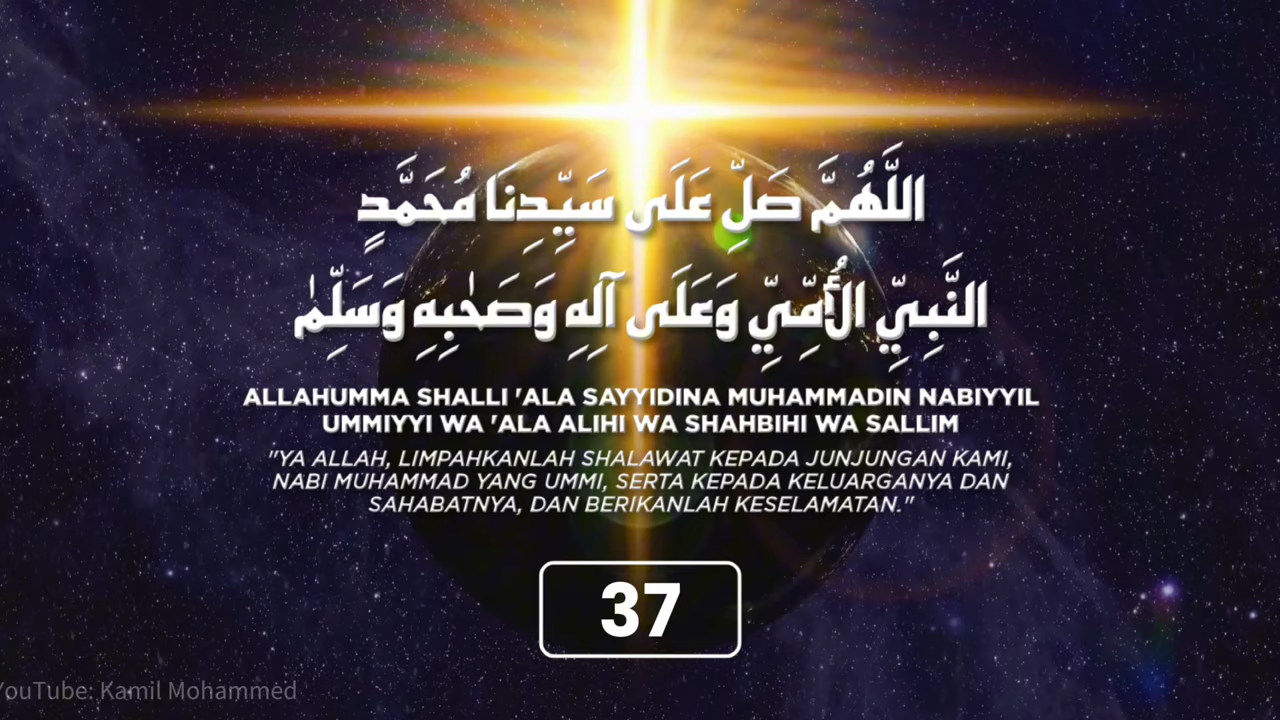 اللَّهُمَّ صَلِّ عَلَى سَيِّدِنَا مُحَمَّدٍ
النَّبِيِّ الأُمِّيِّ وَعَلَى آلِهِ وَصَحْبِهِ وَسَلِّمْ
ALLAHUMMA SHALLI 'ALA SAYYIDINA MUHAMMADIN NABIYYIL
UMMIYYI WA 'ALA ALIHI WA SHAHBIHI WA SALLIM
"YA ALLAH, LIMPAHKANLAH SHALAWAT KEPADA JUNJUNGAN KAMI,
NABI MUHAMMAD YANG UMMI, SERTA KEPADA KELUARGANYA DAN
SAHABATNYA, DAN BERIKANLAH KESELAMATAN."
37
YouTube: Kamil Mohammed